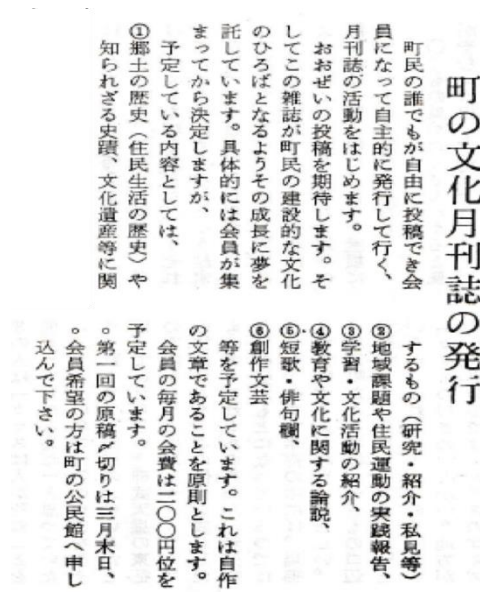 町の文化月刊誌の発行
町民の誰でもが自由に投稿でき会
員になって自主的に発行して行く、
月刊誌の活動をはじめます。
おおぜいの投稿を期待します。そ
してこの雑誌が町民の建設的な文化
のひろばとなるようその成長に夢を
託しています。具体的には会員が集
まってから決定しますが、
予定している内容としては、
①郷土の歴史（住民生活の歴史）や
知られざる史蹟、文化遺産等に関
するもの（研究・紹介・私見等）
②地域課題や住民運動の実践報告、
③学習・文化活動の紹介、
④教育や文化に関する論説、
⑤短歌・俳句欄、
⑥創作文芸
等を予定しています。これは自作
の文章であることを原則とします。
会員の毎月の会費は二〇〇円位を
予定しています。
。第一回の原稿〆切りは三月末日、
。会員希望の方は町の公民館へ申し
込んで下さい。